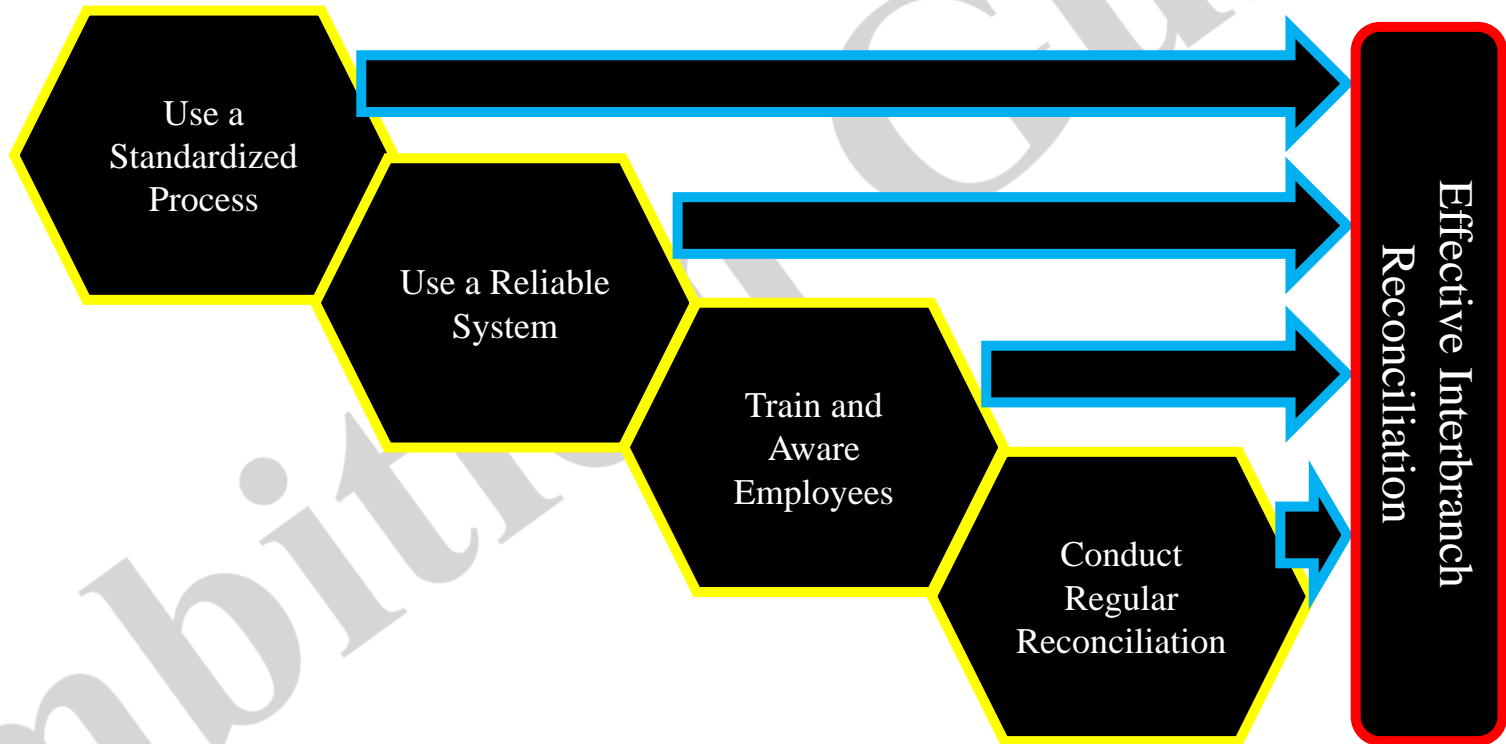 Use a
Standardized
Process
Use a Reliable
System
Train and
Aware
Employees
Conduct
Regular
Reconciliation
Effective Interbranch
Reconciliation